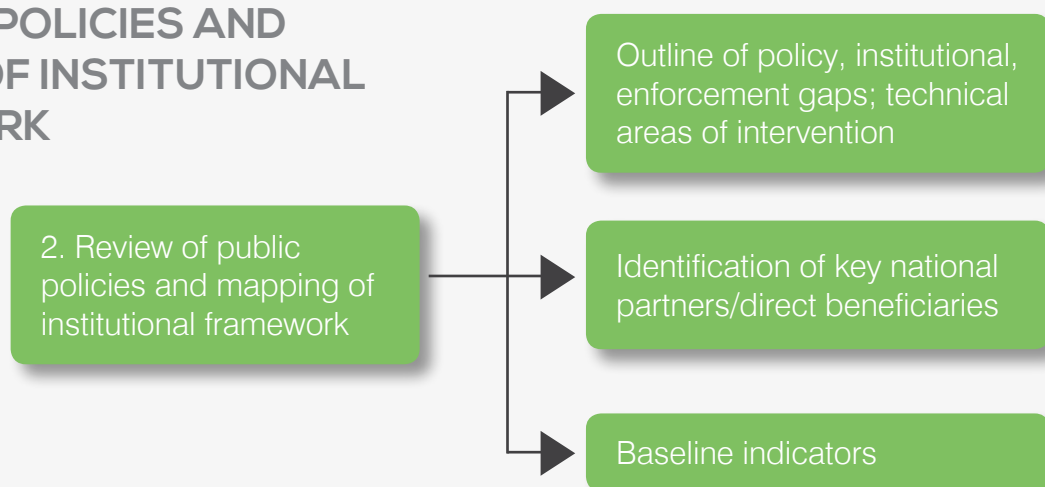 POLICIES AND
OF INSTITUTIONAL
RK
2. Review of public
policies and mapping of
institutional framework
Outline of policy, institutional,
enforcement gaps; technical
areas of intervention
Identification of key national
partners/direct beneficiaries
Baseline indicators